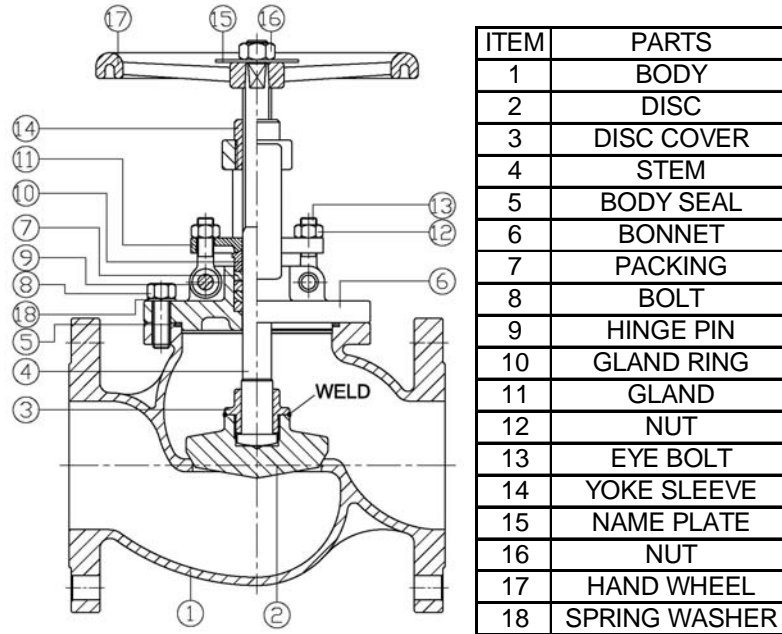 17
15
16
14
11
10
7
9
8
18
5
4
3
13
12
6
WELD
1
2
ITEM PARTS
1 BODY
2 DISC
3 DISC COVER
4 STEM
5 BODY SEAL
6 BONNET
7 PACKING
8 BOLT
9 HINGE PIN
10 GLAND RING
11 GLAND
12 NUT
13 EYE BOLT
14 YOKE SLEEVE
15 NAME PLATE
16 NUT
17 HAND WHEEL
18 SPRING WASHER